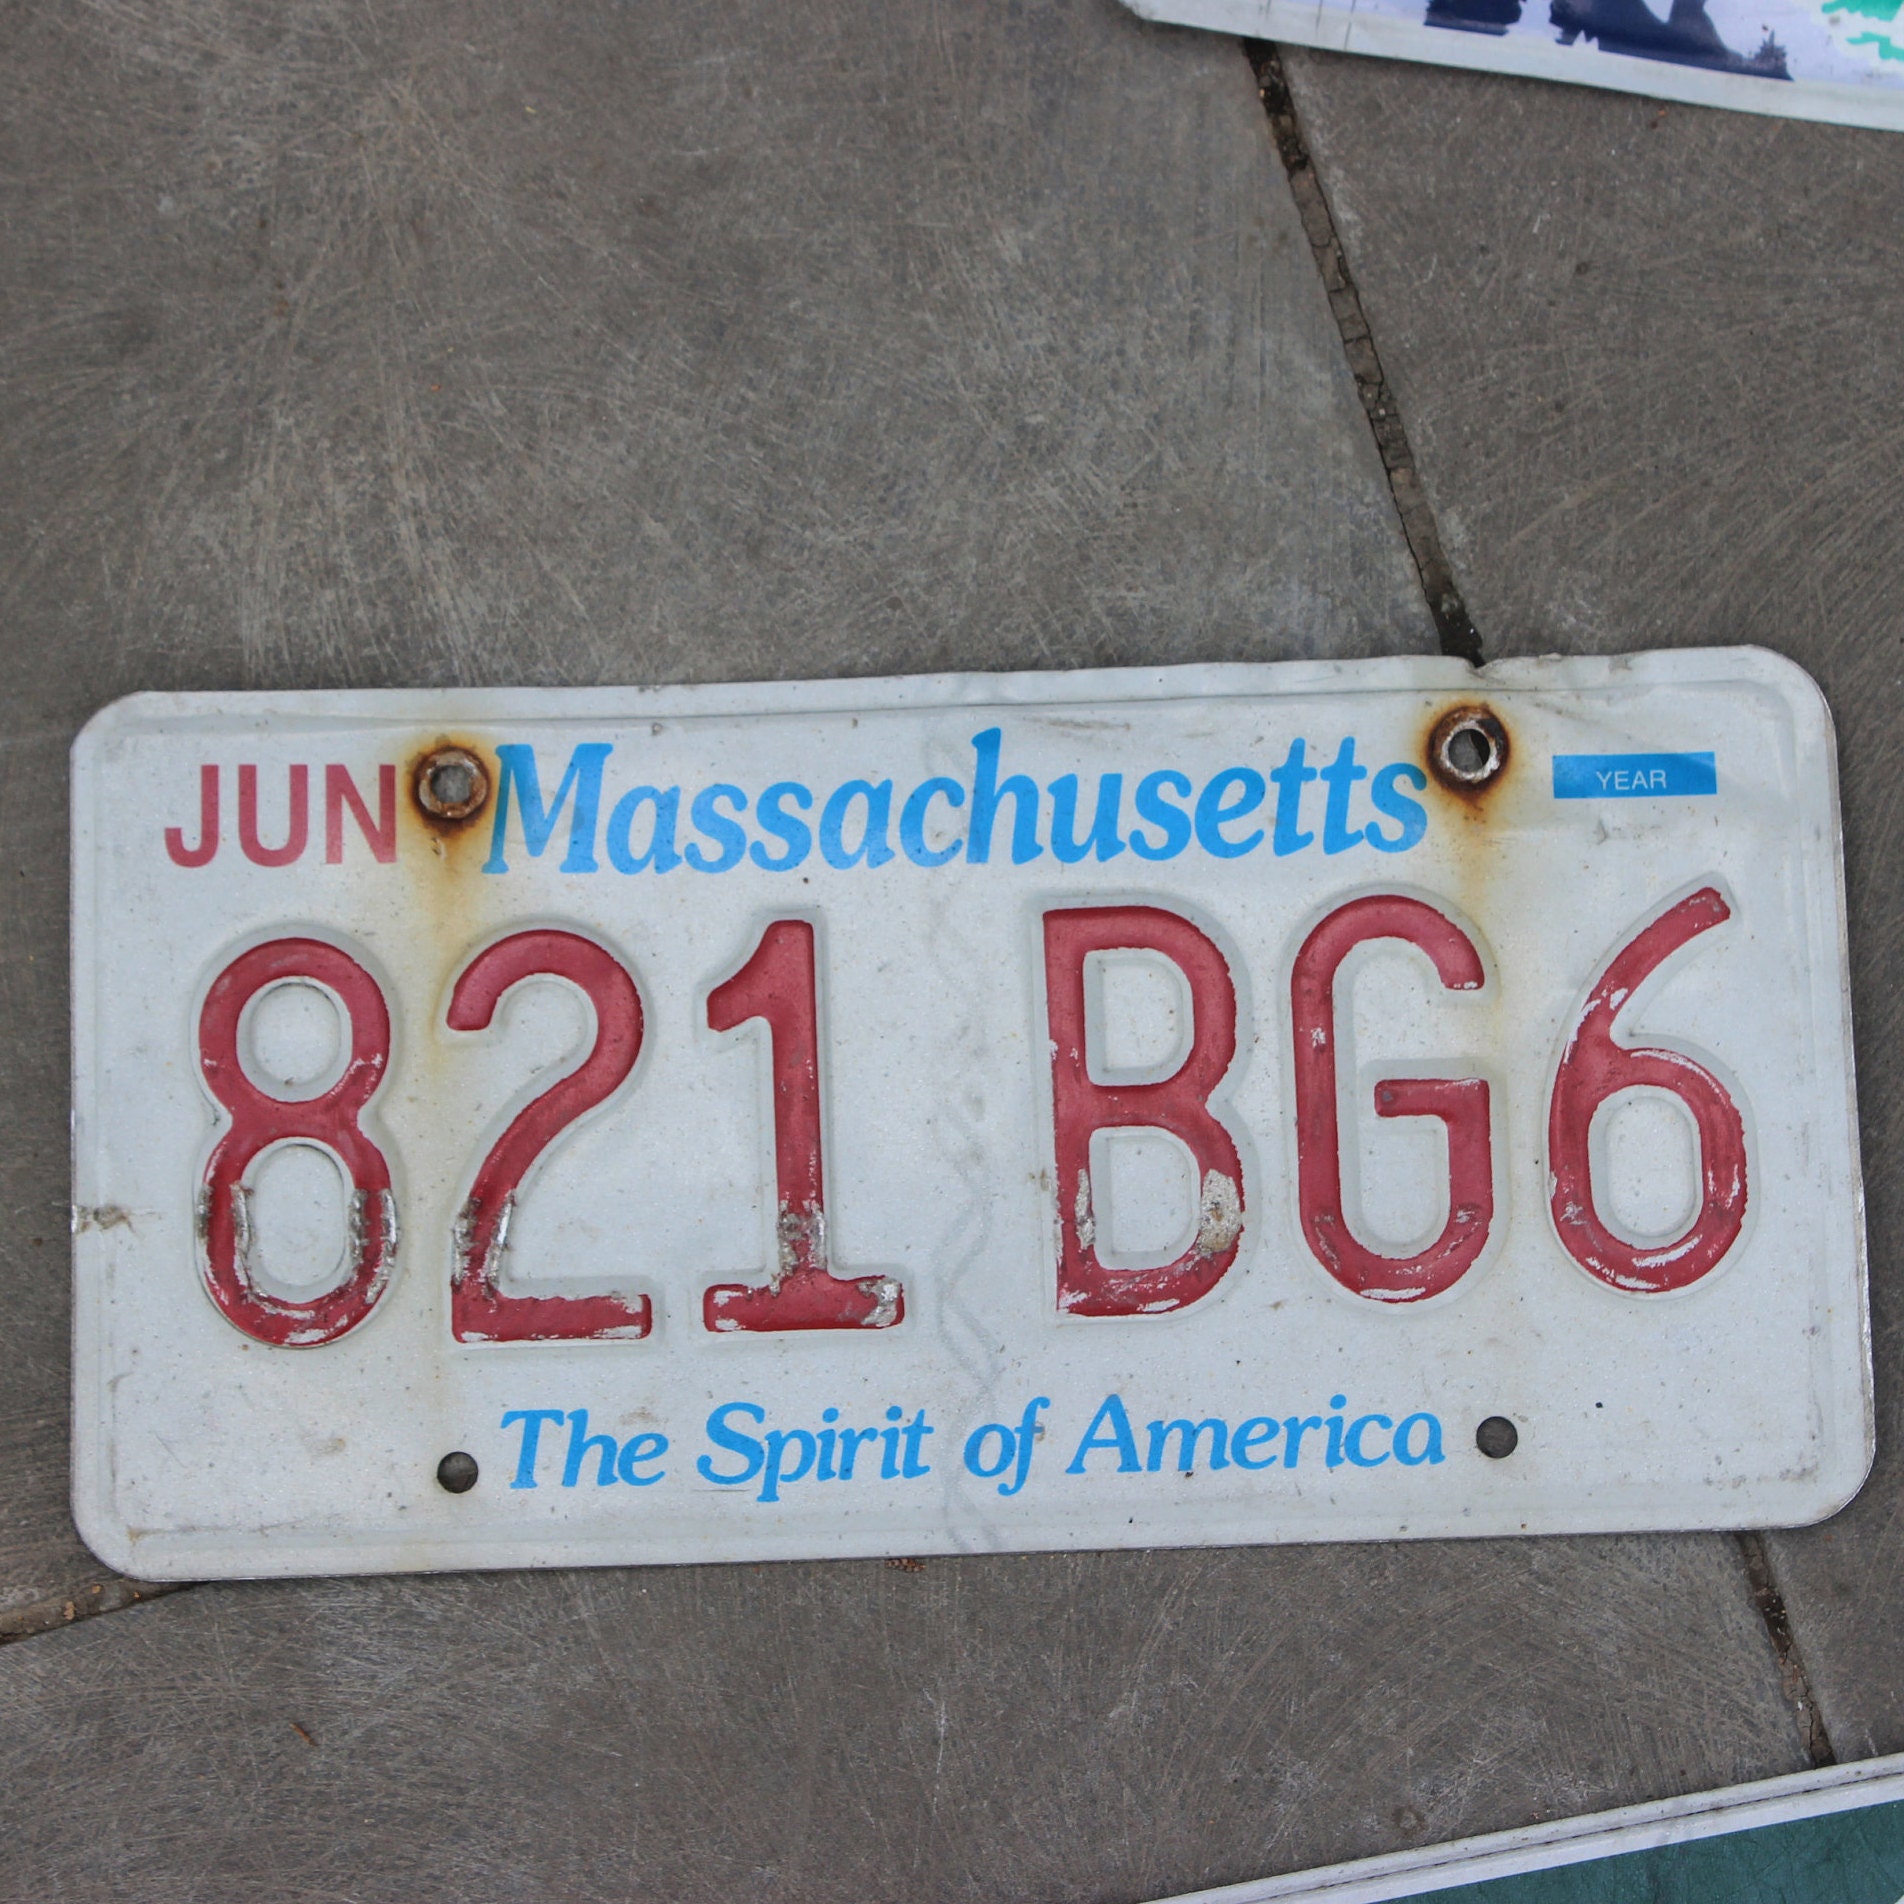 JUN Massachusetts YEAR
821 BG6
The Spirit of America